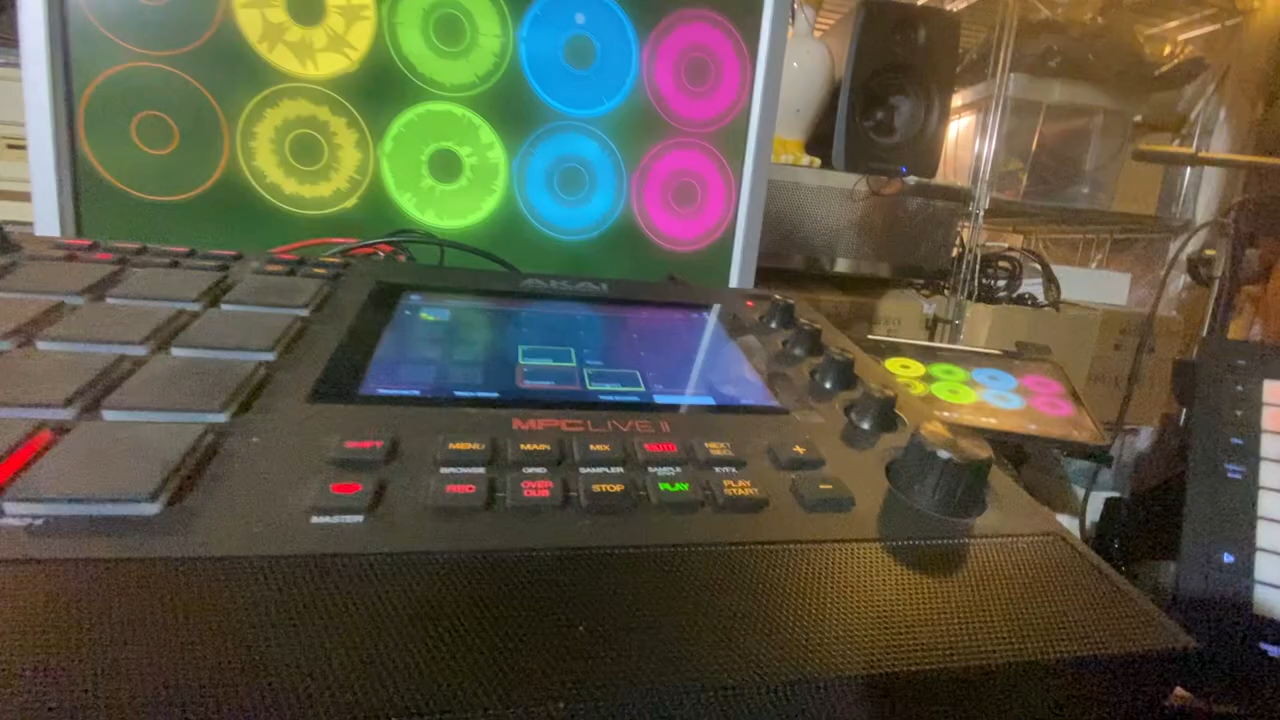 AKAI
MPC LIVE II
SHIFT MENU MAIN MIX AUTO NEXT SEQ +
BROWSE GRID SAMPLER SAMPLE EDIT XYFX
REC OVER DUB STOP PLAY PLAY START −
MASTER